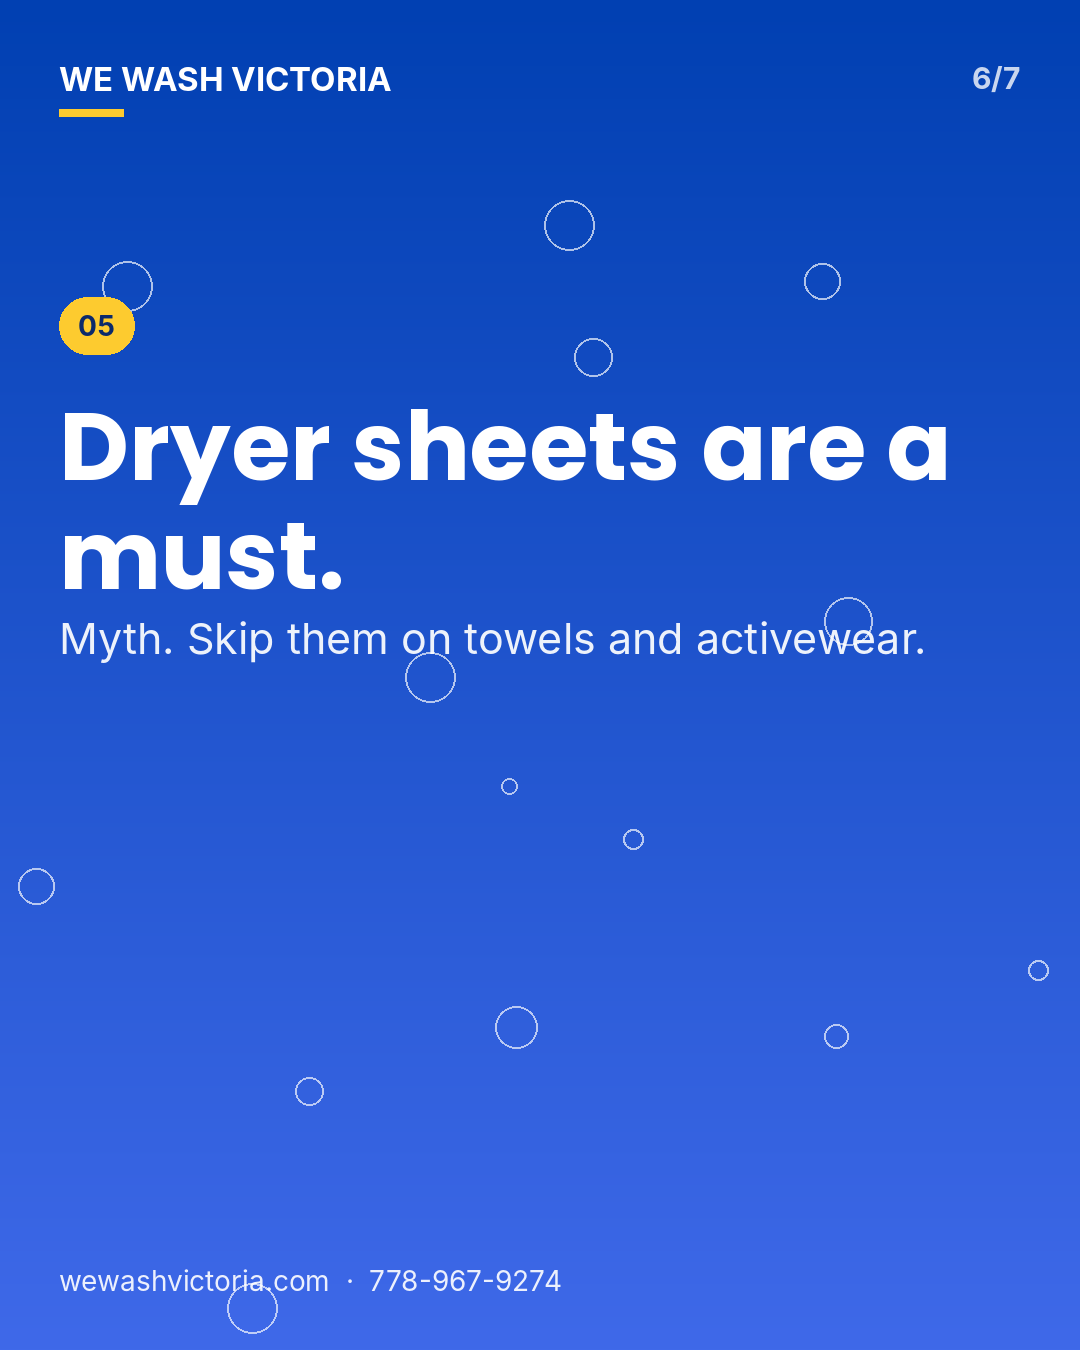 WE WASH VICTORIA
6/7
05
Dryer sheets are a
must.
Myth. Skip them on towels and activewear.
wewashvictoria.com · 778-967-9274